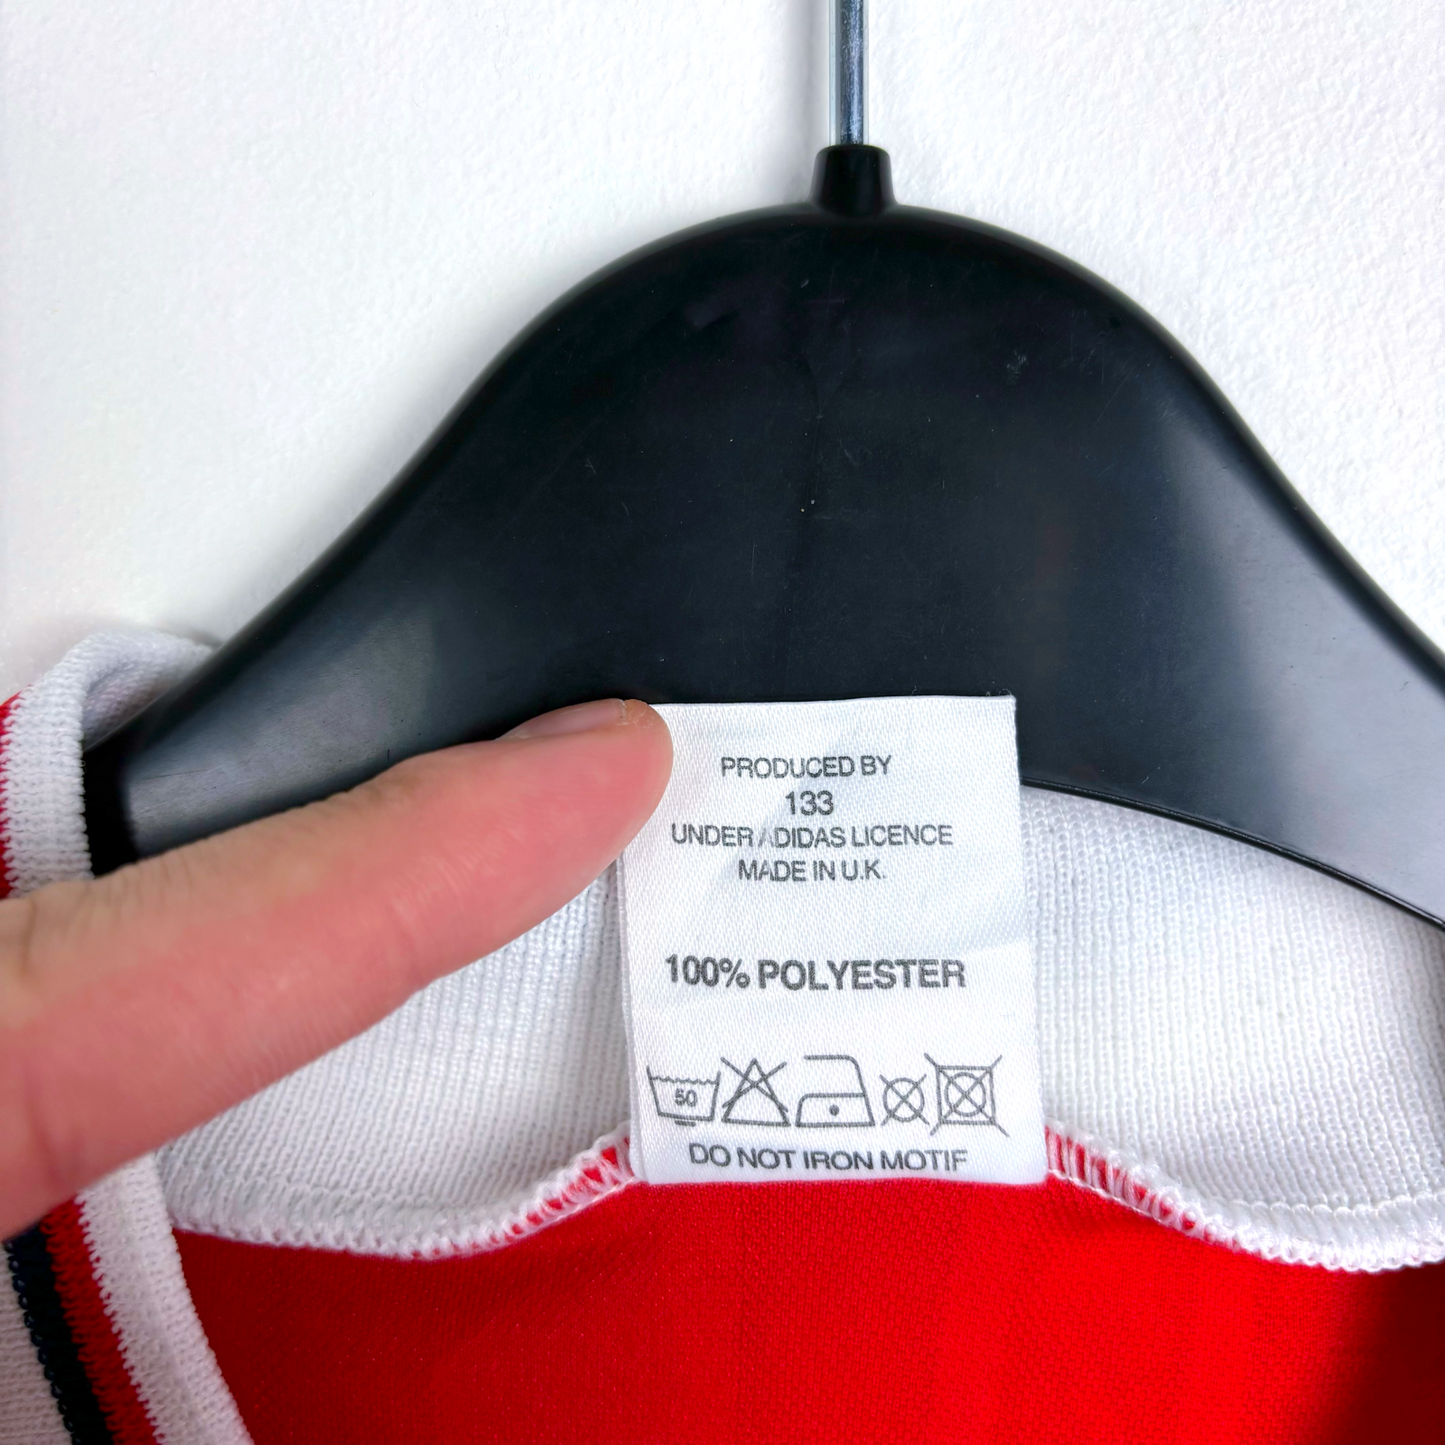 PRODUCED BY
133
UNDER ADIDAS LICENCE
MADE IN U.K.
100% POLYESTER
50
DO NOT IRON MOTIF